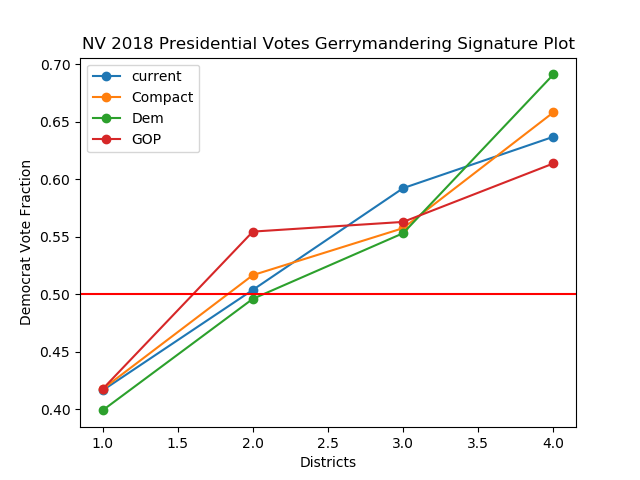 NV 2018 Presidential Votes Gerrymandering Signature Plot
current
Compact
Dem
GOP
0.70
0.65
0.60
0.55
0.50
0.45
0.40
Democrat Vote Fraction
1.0 1.5 2.0 2.5 3.0 3.5 4.0
Districts